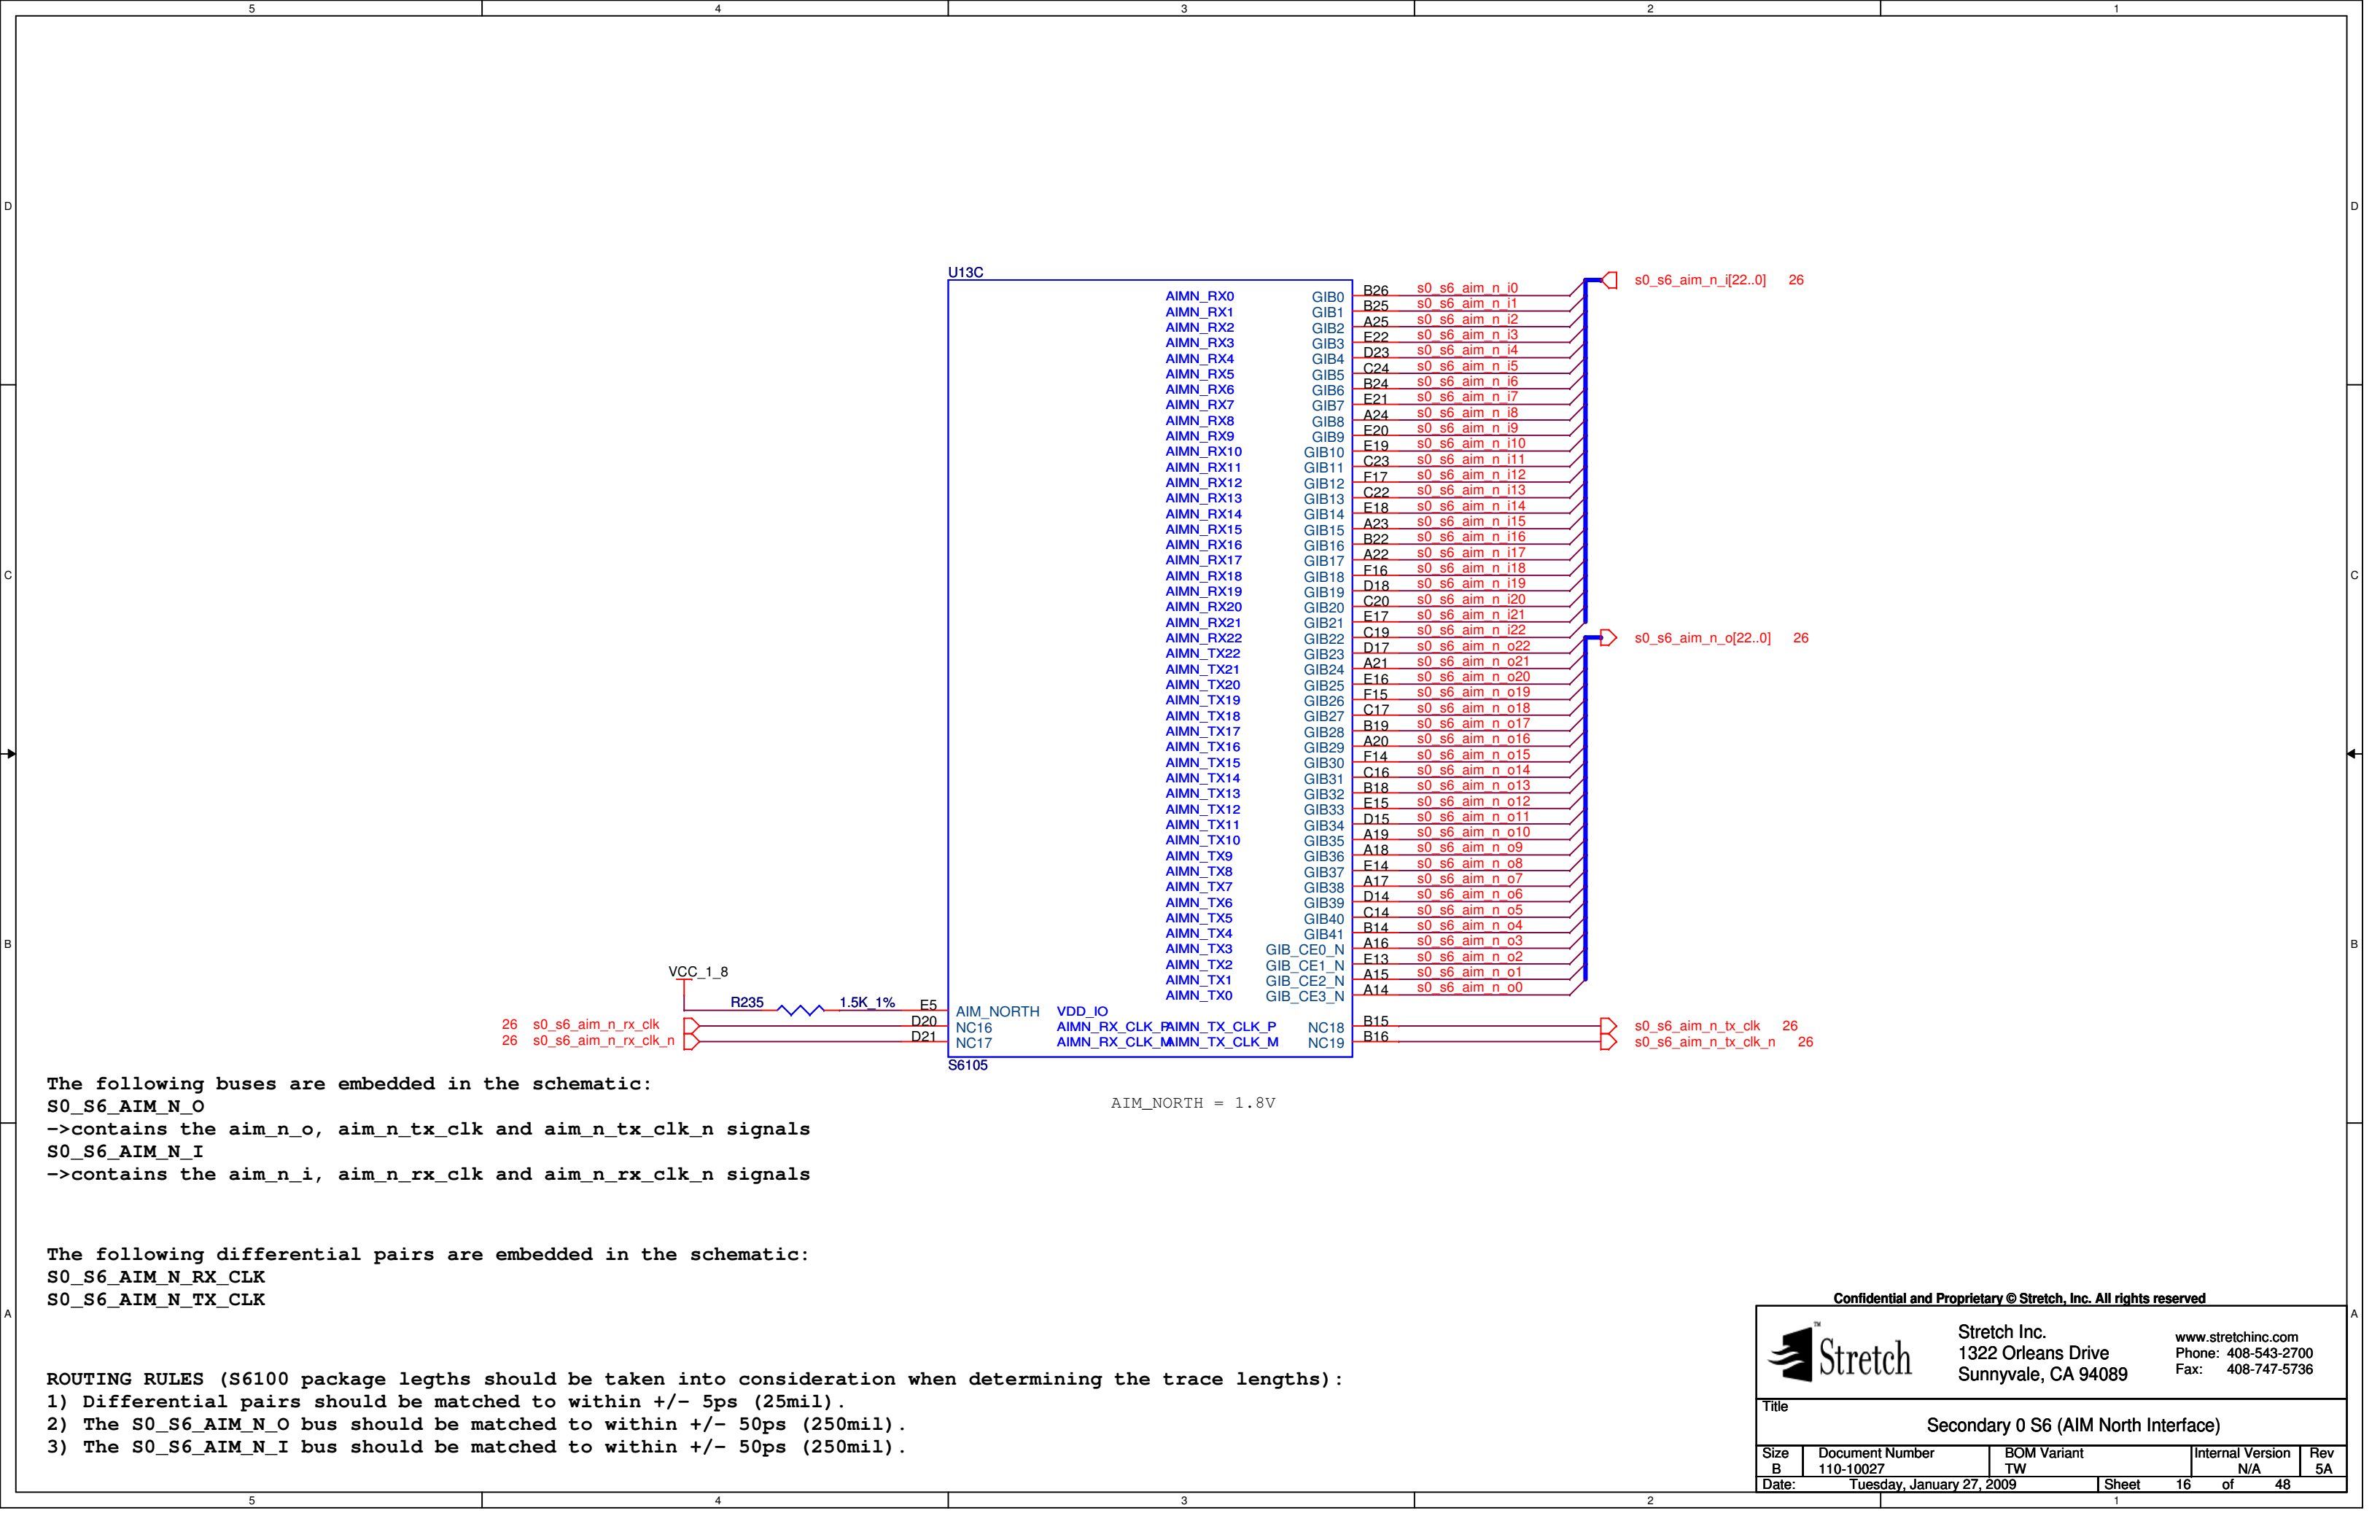 5 4 3 2 1
D D
C C
B B
A A
U13C
AIMN_RX0 GIB0 B26 s0_s6_aim_n_i0
AIMN_RX1 GIB1 B25 s0_s6_aim_n_i1
AIMN_RX2 GIB2 A25 s0_s6_aim_n_i2
AIMN_RX3 GIB3 E22 s0_s6_aim_n_i3
AIMN_RX4 GIB4 D23 s0_s6_aim_n_i4
AIMN_RX5 GIB5 C24 s0_s6_aim_n_i5
AIMN_RX6 GIB6 B24 s0_s6_aim_n_i6
AIMN_RX7 GIB7 E21 s0_s6_aim_n_i7
AIMN_RX8 GIB8 A24 s0_s6_aim_n_i8
AIMN_RX9 GIB9 E20 s0_s6_aim_n_i9
AIMN_RX10 GIB10 E19 s0_s6_aim_n_i10
AIMN_RX11 GIB11 C23 s0_s6_aim_n_i11
AIMN_RX12 GIB12 F17 s0_s6_aim_n_i12
AIMN_RX13 GIB13 C22 s0_s6_aim_n_i13
AIMN_RX14 GIB14 E18 s0_s6_aim_n_i14
AIMN_RX15 GIB15 A23 s0_s6_aim_n_i15
AIMN_RX16 GIB16 B22 s0_s6_aim_n_i16
AIMN_RX17 GIB17 A22 s0_s6_aim_n_i17
AIMN_RX18 GIB18 F16 s0_s6_aim_n_i18
AIMN_RX19 GIB19 D18 s0_s6_aim_n_i19
AIMN_RX20 GIB20 C20 s0_s6_aim_n_i20
AIMN_RX21 GIB21 E17 s0_s6_aim_n_i21
AIMN_RX22 GIB22 C19 s0_s6_aim_n_i22
AIMN_TX22 GIB23 D17 s0_s6_aim_n_o22
AIMN_TX21 GIB24 A21 s0_s6_aim_n_o21
AIMN_TX20 GIB25 E16 s0_s6_aim_n_o20
AIMN_TX19 GIB26 F15 s0_s6_aim_n_o19
AIMN_TX18 GIB27 C17 s0_s6_aim_n_o18
AIMN_TX17 GIB28 B19 s0_s6_aim_n_o17
AIMN_TX16 GIB29 A20 s0_s6_aim_n_o16
AIMN_TX15 GIB30 F14 s0_s6_aim_n_o15
AIMN_TX14 GIB31 C16 s0_s6_aim_n_o14
AIMN_TX13 GIB32 B18 s0_s6_aim_n_o13
AIMN_TX12 GIB33 E15 s0_s6_aim_n_o12
AIMN_TX11 GIB34 D15 s0_s6_aim_n_o11
AIMN_TX10 GIB35 A19 s0_s6_aim_n_o10
AIMN_TX9 GIB36 A18 s0_s6_aim_n_o9
AIMN_TX8 GIB37 E14 s0_s6_aim_n_o8
AIMN_TX7 GIB38 A17 s0_s6_aim_n_o7
AIMN_TX6 GIB39 D14 s0_s6_aim_n_o6
AIMN_TX5 GIB40 C14 s0_s6_aim_n_o5
AIMN_TX4 GIB41 B14 s0_s6_aim_n_o4
AIMN_TX3 GIB_CE0_N A16 s0_s6_aim_n_o3
AIMN_TX2 GIB_CE1_N E13 s0_s6_aim_n_o2
AIMN_TX1 GIB_CE2_N A15 s0_s6_aim_n_o1
AIMN_TX0 GIB_CE3_N A14 s0_s6_aim_n_o0
s0_s6_aim_n_i[22..0] 26
s0_s6_aim_n_o[22..0] 26
VCC_1_8
R235 1.5K_1% E5 AIM_NORTH VDD_IO
26 s0_s6_aim_n_rx_clk D20 NC16 AIMN_RX_CLK_P AIMN_TX_CLK_P NC18 B15 s0_s6_aim_n_tx_clk 26
26 s0_s6_aim_n_rx_clk_n D21 NC17 AIMN_RX_CLK_M AIMN_TX_CLK_M NC19 B16 s0_s6_aim_n_tx_clk_n 26
S6105
AIM_NORTH = 1.8V
The following buses are embedded in the schematic:
S0_S6_AIM_N_O
->contains the aim_n_o, aim_n_tx_clk and aim_n_tx_clk_n signals
S0_S6_AIM_N_I
->contains the aim_n_i, aim_n_rx_clk and aim_n_rx_clk_n signals
The following differential pairs are embedded in the schematic:
S0_S6_AIM_N_RX_CLK
S0_S6_AIM_N_TX_CLK
ROUTING RULES (S6100 package legths should be taken into consideration when determining the trace lengths):
1) Differential pairs should be matched to within +/- 5ps (25mil).
2) The S0_S6_AIM_N_O bus should be matched to within +/- 50ps (250mil).
3) The S0_S6_AIM_N_I bus should be matched to within +/- 50ps (250mil).
Confidential and Proprietary © Stretch, Inc. All rights reserved
Stretch™
Stretch Inc.
1322 Orleans Drive
Sunnyvale, CA 94089
www.stretchinc.com
Phone: 408-543-2700
Fax: 408-747-5736
Title
Secondary 0 S6 (AIM North Interface)
Size Document Number BOM Variant Internal Version Rev
B 110-10027 TW N/A 5A
Date: Tuesday, January 27, 2009 Sheet 16 of 48
5 4 3 2 1